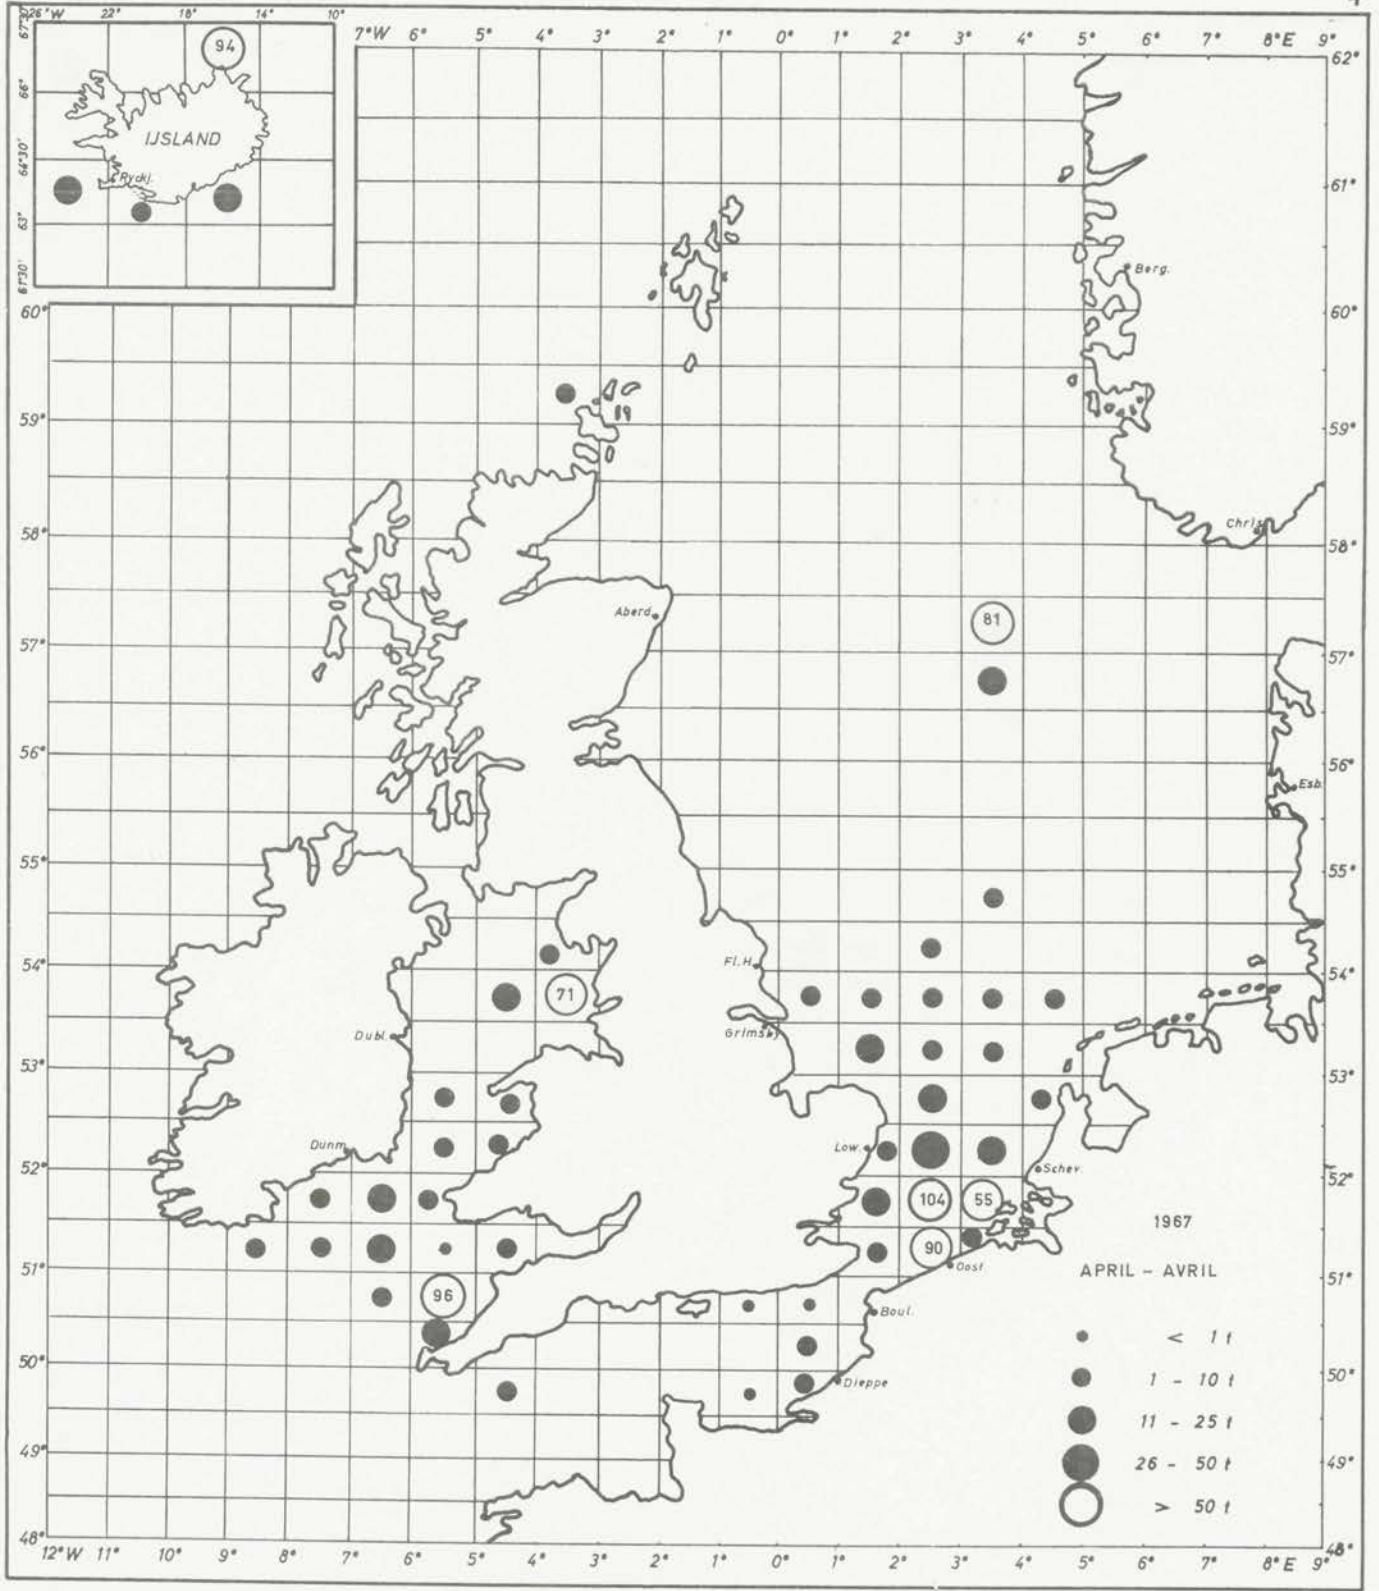 26°W 22° 18° 14° 10°
67°30'
66°
64°30'
63°
61°30'
94
IJSLAND
Rydkj.
7°W 6° 5° 4° 3° 2° 1° 0° 1° 2° 3° 4° 5° 6° 7° 8°E 9°
62°
61°
Berg.
60° 60°
59° 59°
Chris
58° 58°
Aberd.
81
57° 57°
56° 56°
Esb.
55° 55°
54° 54°
Fl.H.
71
Grimsby
Dubl.
53° 53°
Dunm.
Low.
Schev.
52° 52°
104 55
1967
90
Oost.
51° 51°
APRIL - AVRIL
96
Boul.
< 1 t
50° 50°
Dieppe
1 - 10 t
11 - 25 t
49° 49°
26 - 50 t
> 50 t
48° 48°
12°W 11° 10° 9° 8° 7° 6° 5° 4° 3° 2° 1° 0° 1° 2° 3° 4° 5° 6° 7° 8°E 9°